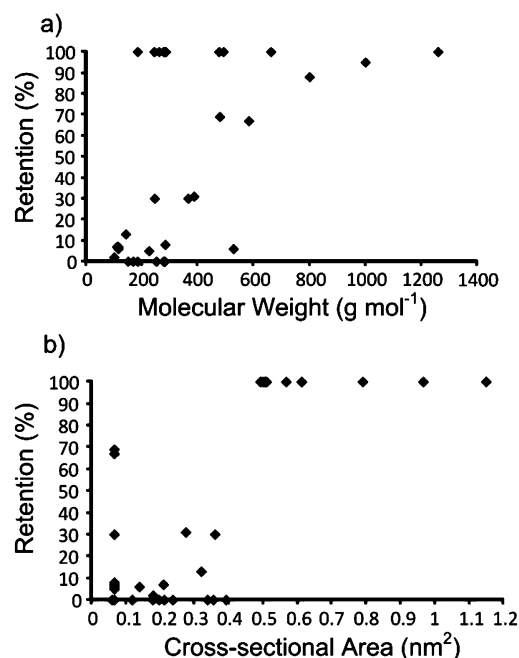 a)
Retention (%)
100
90
80
70
60
50
40
30
20
10
0
0 200 400 600 800 1000 1200 1400
Molecular Weight (g mol⁻¹)
b)
Retention (%)
100
90
80
70
60
50
40
30
20
10
0
0 0.1 0.2 0.3 0.4 0.5 0.6 0.7 0.8 0.9 1 1.1 1.2
Cross-sectional Area (nm²)